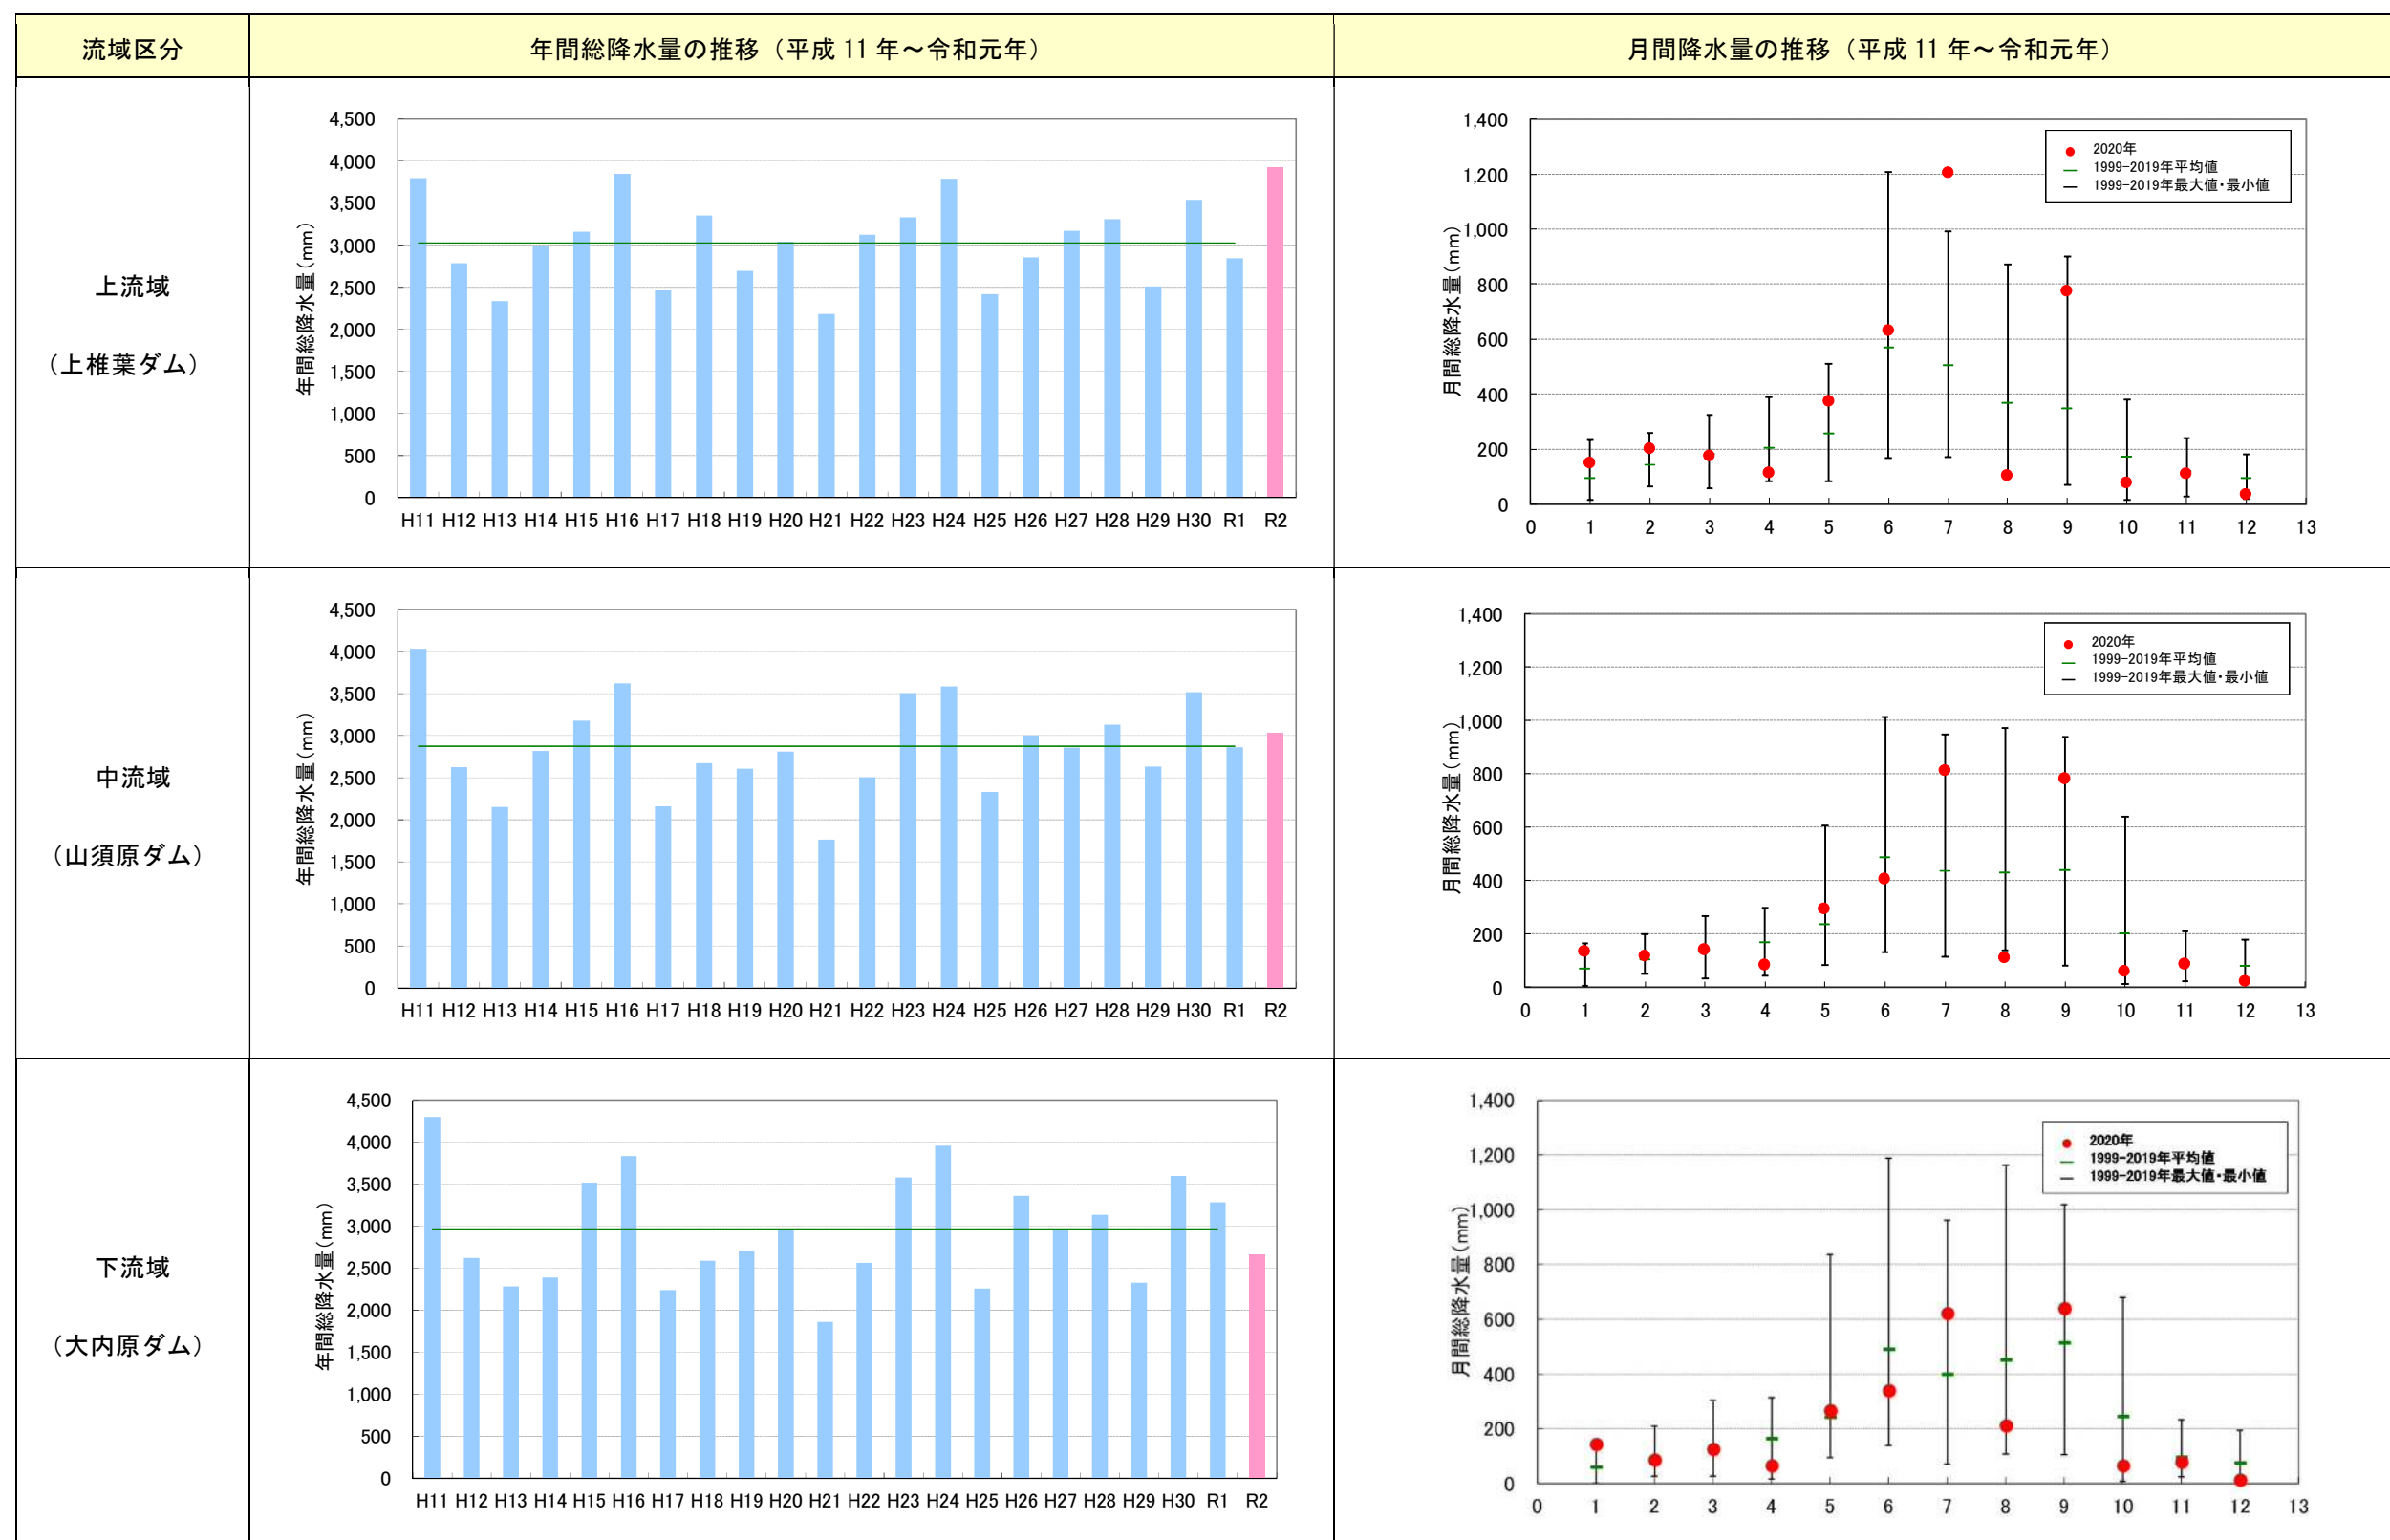 流域区分
年間総降水量の推移（平成 11 年～令和元年）
月間降水量の推移（平成 11 年～令和元年）
上流域
（上椎葉ダム）
年間総降水量(mm)
4,500
4,000
3,500
3,000
2,500
2,000
1,500
1,000
500
0
H11 H12 H13 H14 H15 H16 H17 H18 H19 H20 H21 H22 H23 H24 H25 H26 H27 H28 H29 H30 R1 R2
月間総降水量(mm)
1,400
1,200
1,000
800
600
400
200
0
0 1 2 3 4 5 6 7 8 9 10 11 12 13
2020年
1999-2019年平均値
1999-2019年最大値・最小値
中流域
（山須原ダム）
年間総降水量(mm)
4,500
4,000
3,500
3,000
2,500
2,000
1,500
1,000
500
0
H11 H12 H13 H14 H15 H16 H17 H18 H19 H20 H21 H22 H23 H24 H25 H26 H27 H28 H29 H30 R1 R2
月間総降水量(mm)
1,400
1,200
1,000
800
600
400
200
0
0 1 2 3 4 5 6 7 8 9 10 11 12 13
2020年
1999-2019年平均値
1999-2019年最大値・最小値
下流域
（大内原ダム）
年間総降水量(mm)
4,500
4,000
3,500
3,000
2,500
2,000
1,500
1,000
500
0
H11 H12 H13 H14 H15 H16 H17 H18 H19 H20 H21 H22 H23 H24 H25 H26 H27 H28 H29 H30 R1 R2
月間総降水量(mm)
1,400
1,200
1,000
800
600
400
200
0
0 1 2 3 4 5 6 7 8 9 10 11 12 13
2020年
1999-2019年平均値
1999-2019年最大値・最小値